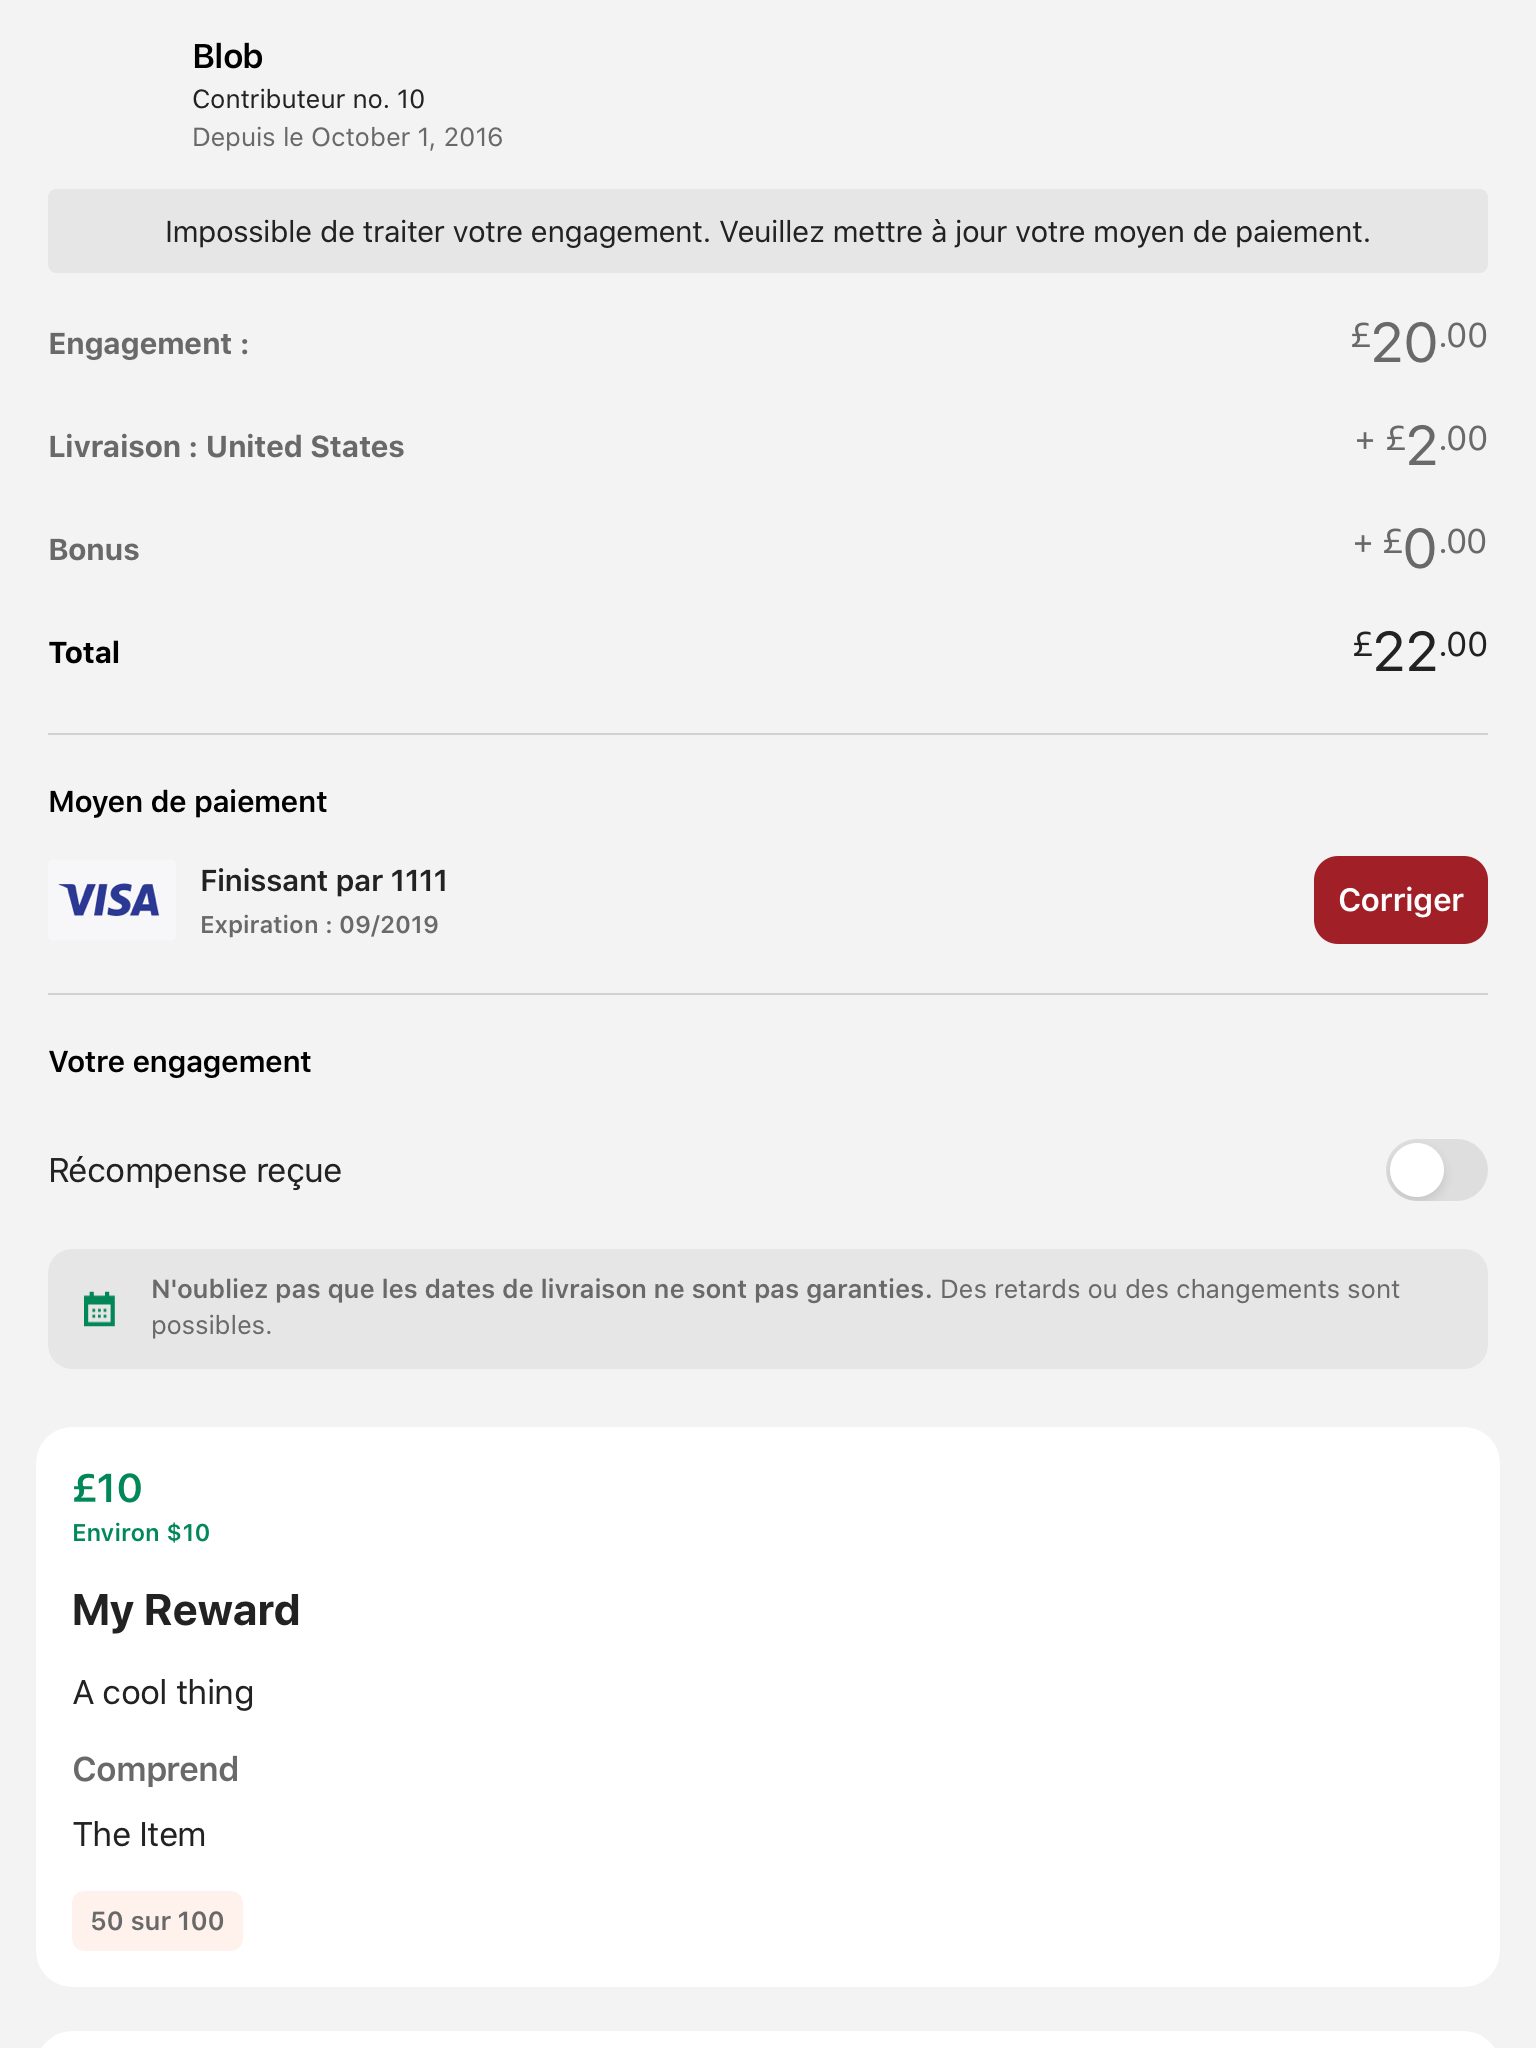 Blob
Contributeur no. 10
Depuis le October 1, 2016
Impossible de traiter votre engagement. Veuillez mettre à jour votre moyen de paiement.
Engagement : £20.00
Livraison : United States + £2.00
Bonus + £0.00
Total £22.00
Moyen de paiement
VISA
Finissant par 1111
Expiration : 09/2019
Corriger
Votre engagement
Récompense reçue
N'oubliez pas que les dates de livraison ne sont pas garanties. Des retards ou des changements sont
possibles.
£10
Environ $10
My Reward
A cool thing
Comprend
The Item
50 sur 100